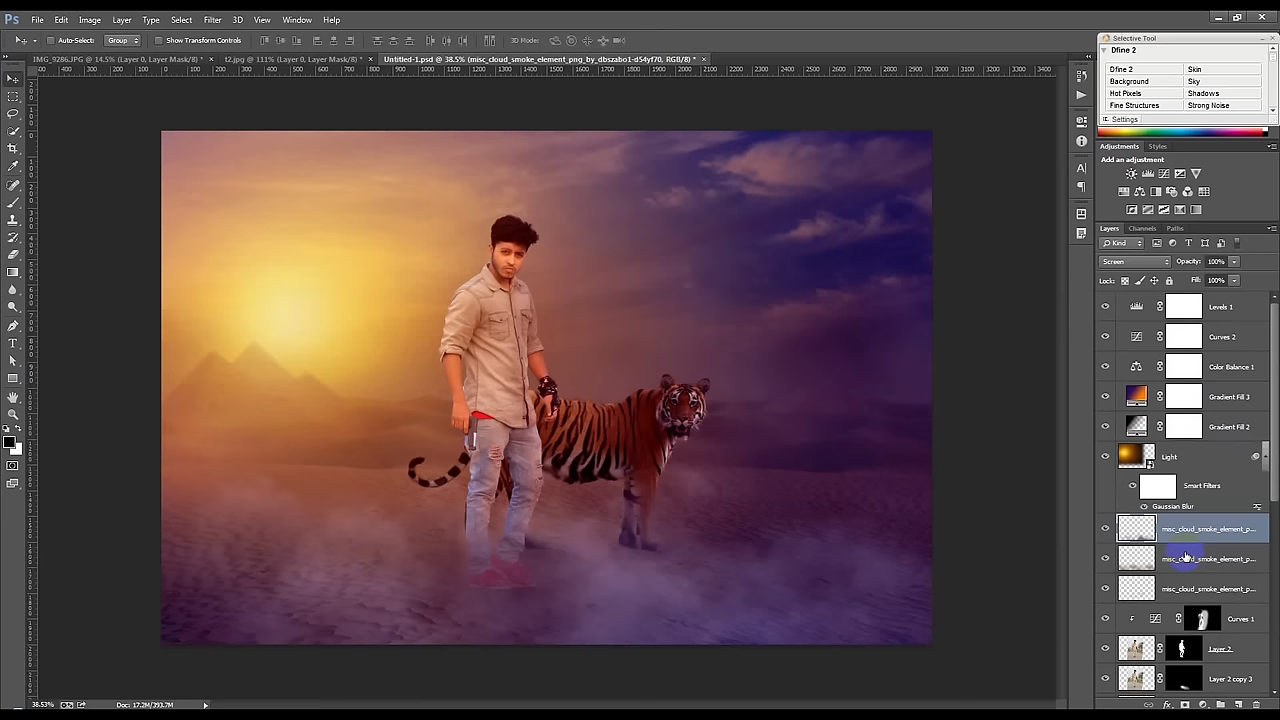 Ps File Edit Image Layer Type Select Filter 3D View Window Help
Auto-Select: Group Show Transform Controls 3D Mode:
Selective Tool
Dfine 2
Dfine 2 Skin
Background Sky
Hot Pixels Shadows
Fine Structures Strong Noise
Settings
IMG_9286.JPG @ 14.5% (Layer 0, Layer Mask/8) * × t2.jpg @ 111% (Layer 0, Layer Mask/8) * × Untitled-1.psd @ 38.5% (misc_cloud_smoke_element_png_by_dbszabo1-d54yf70, RGB/8) * ×
Adjustments Styles
Add an adjustment
Layers Channels Paths
Kind
Screen Opacity: 100%
Lock: Fill: 100%
Levels 1
Curves 2
Color Balance 1
Gradient Fill 3
Gradient Fill 2
Light
Smart Filters
Gaussian Blur
misc_cloud_smoke_element_p...
misc_cloud_smoke_element_p...
misc_cloud_smoke_element_p...
Curves 1
Layer 2
Layer 2 copy 3
38.53% Doc: 17.2M/393.7M